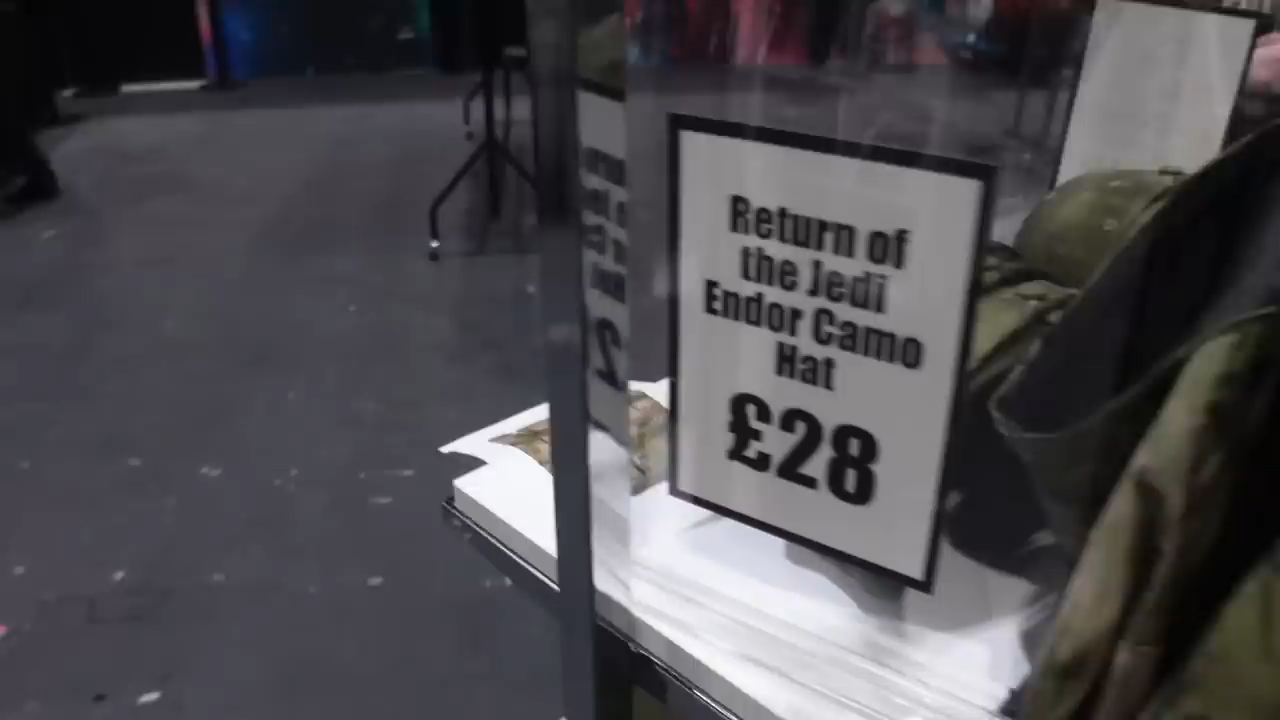 Return of
the Jedi
Endor Camo
Hat
£28